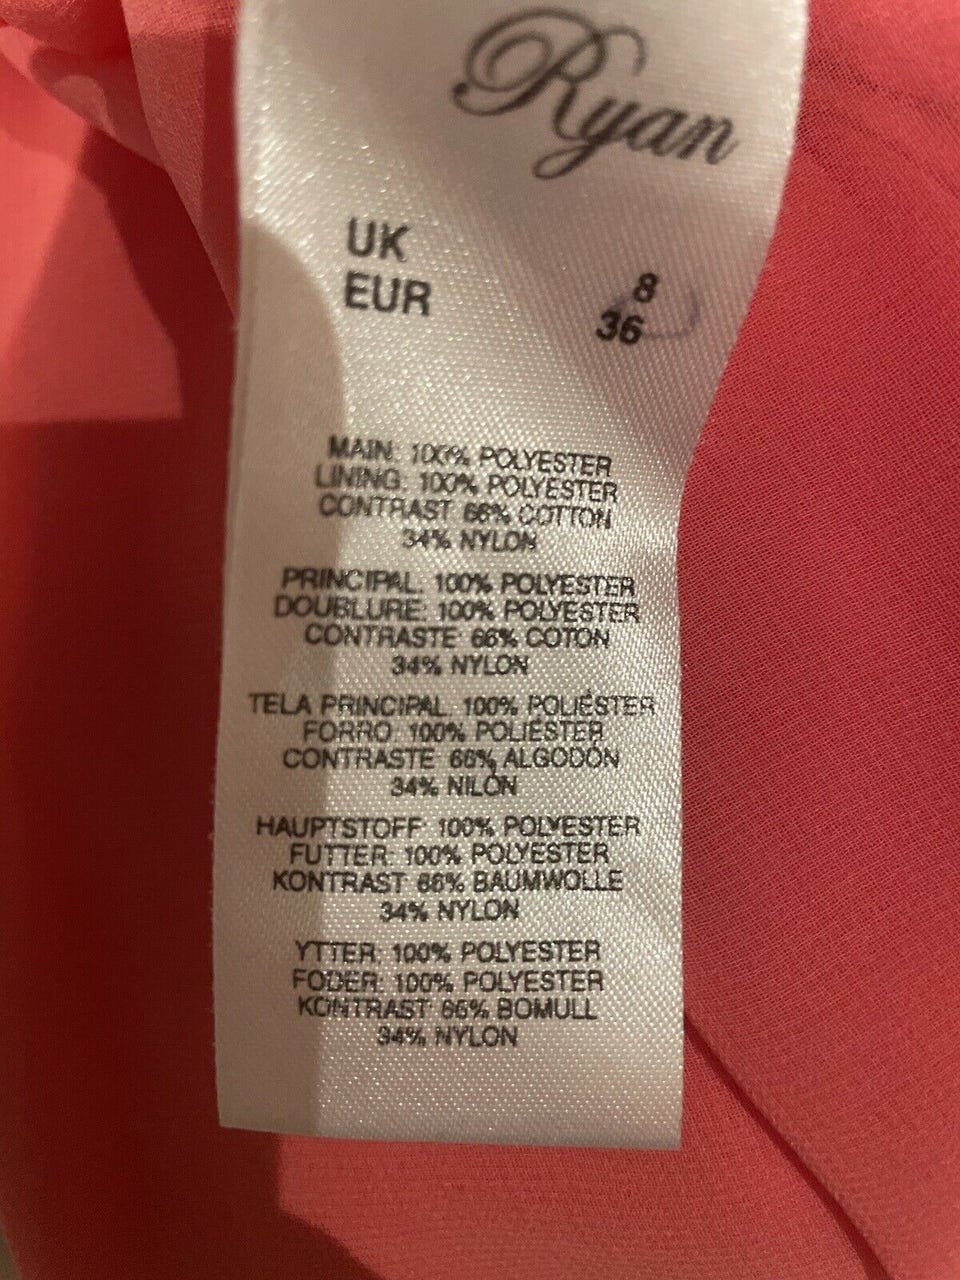 Ryan
UK 8
EUR 36
MAIN: 100% POLYESTER
LINING: 100% POLYESTER
CONTRAST 66% COTTON
34% NYLON
PRINCIPAL: 100% POLYESTER
DOUBLURE: 100% POLYESTER
CONTRASTE 66% COTON
34% NYLON
TELA PRINCIPAL: 100% POLIÉSTER
FORRO: 100% POLIÉSTER
CONTRASTE: 66% ALGODÓN
34% NILÓN
HAUPTSTOFF: 100% POLYESTER
FUTTER: 100% POLYESTER
KONTRAST 66% BAUMWOLLE
34% NYLON
YTTER: 100% POLYESTER
FODER: 100% POLYESTER
KONTRAST 66% BOMULL
34% NYLON